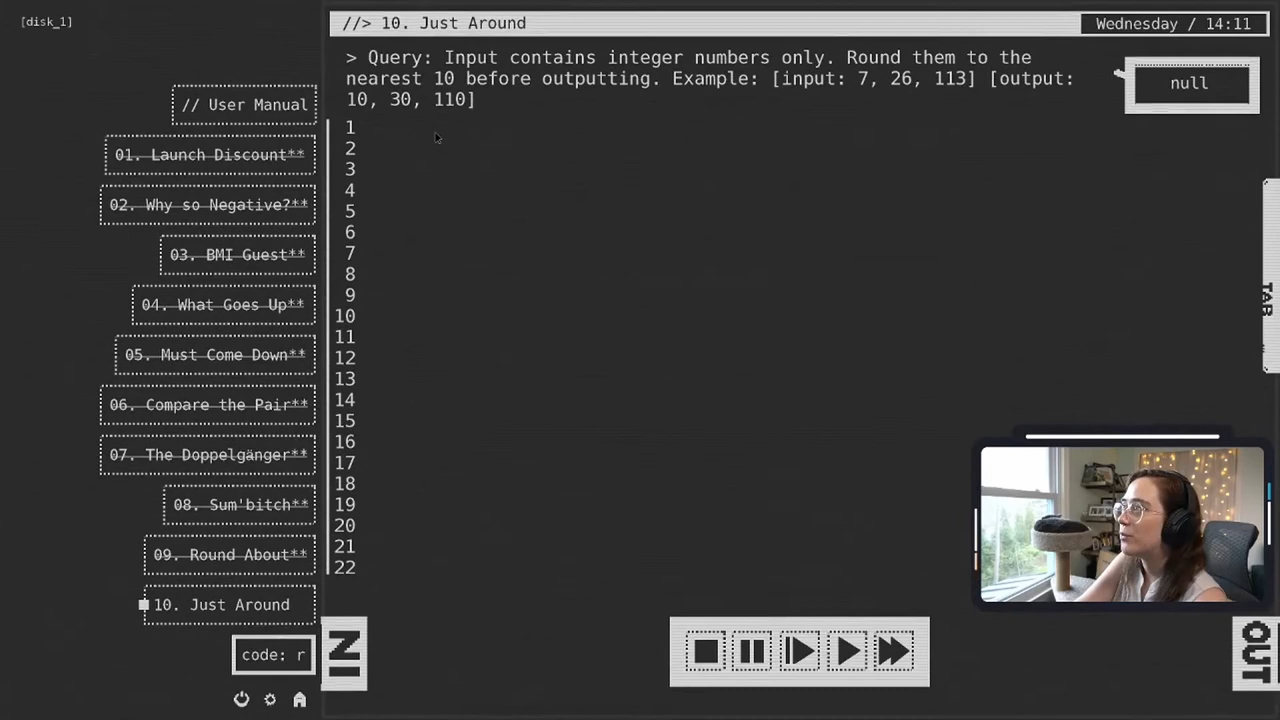 [disk_1]
//> 10. Just Around
Wednesday / 14:11
> Query: Input contains integer numbers only. Round them to the
nearest 10 before outputting. Example: [input: 7, 26, 113] [output:
10, 30, 110]
null
// User Manual
01. Launch Discount**
02. Why so Negative?**
03. BMI Guest**
04. What Goes Up**
05. Must Come Down**
06. Compare the Pair**
07. The Doppelgänger**
08. Sum'bitch**
09. Round About**
10. Just Around
code: r
1
2
3
4
5
6
7
8
9
10
11
12
13
14
15
16
17
18
19
20
21
22
TAB
IN
OUT